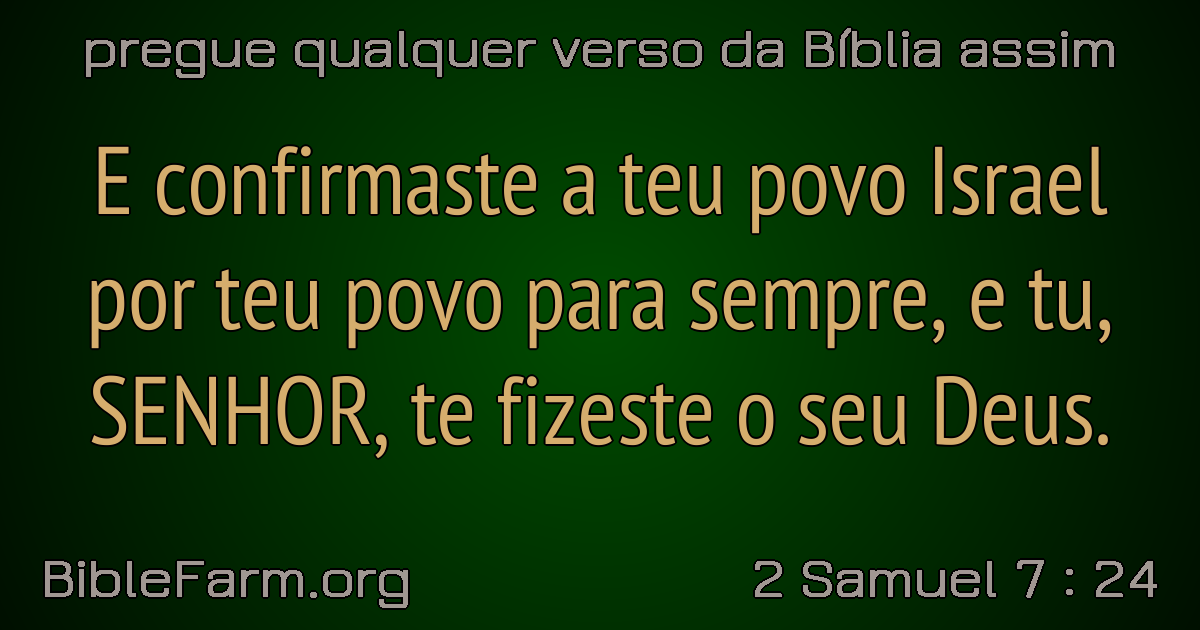 pregue qualquer verso da Bíblia assim
E confirmaste a teu povo Israel
por teu povo para sempre, e tu,
SENHOR, te fizeste o seu Deus.
BibleFarm.org
2 Samuel 7 : 24